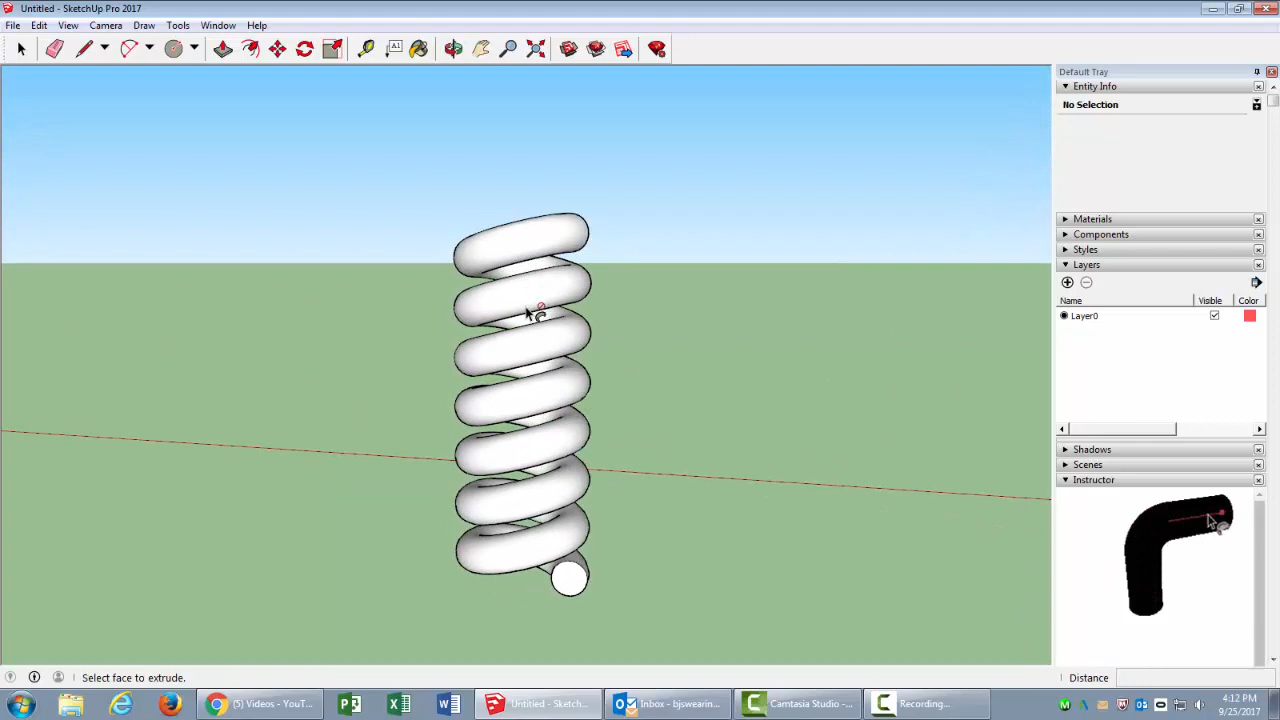 Untitled - SketchUp Pro 2017
File Edit View Camera Draw Tools Window Help
A1
Default Tray
Entity Info
No Selection
Materials
Components
Styles
Layers
Name Visible Color
Layer0
Shadows
Scenes
Instructor
Select face to extrude.
Distance
(5) Videos - YouT...
Untitled - Sketch...
Inbox - bjswearin...
Camtasia Studio -...
Recording...
4:12 PM
9/25/2017